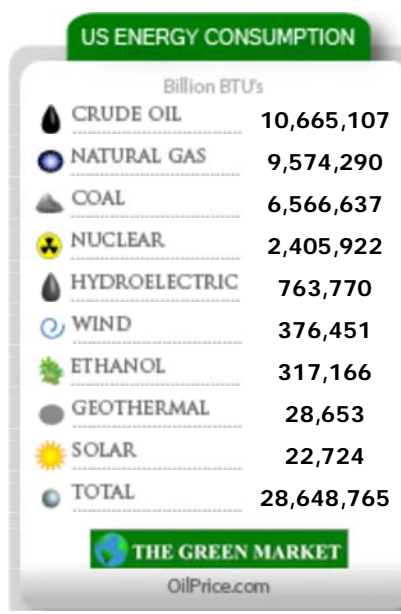 US ENERGY CONSUMPTION
Billion BTU's
CRUDE OIL 10,665,107
NATURAL GAS 9,574,290
COAL 6,566,637
NUCLEAR 2,405,922
HYDROELECTRIC 763,770
WIND 376,451
ETHANOL 317,166
GEOTHERMAL 28,653
SOLAR 22,724
TOTAL 28,648,765
THE GREEN MARKET
OilPrice.com